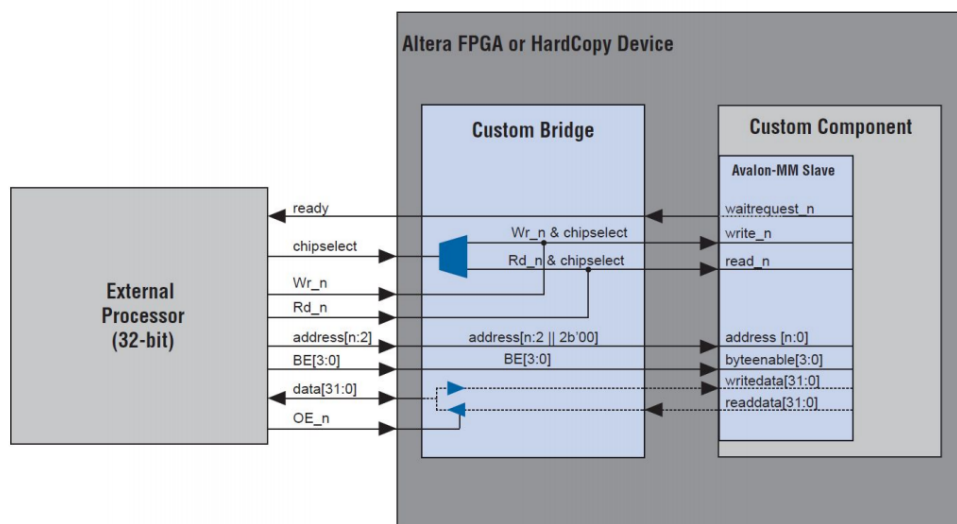 Altera FPGA or HardCopy Device
Custom Bridge
Custom Component
Avalon-MM Slave
External
Processor
(32-bit)
ready
waitrequest_n
chipselect
Wr_n & chipselect
write_n
Rd_n & chipselect
read_n
Wr_n
Rd_n
address[n:2]
address[n:2 || 2b'00]
address [n:0]
BE[3:0]
BE[3:0]
byteenable[3:0]
data[31:0]
writedata[31:0]
readdata[31:0]
OE_n